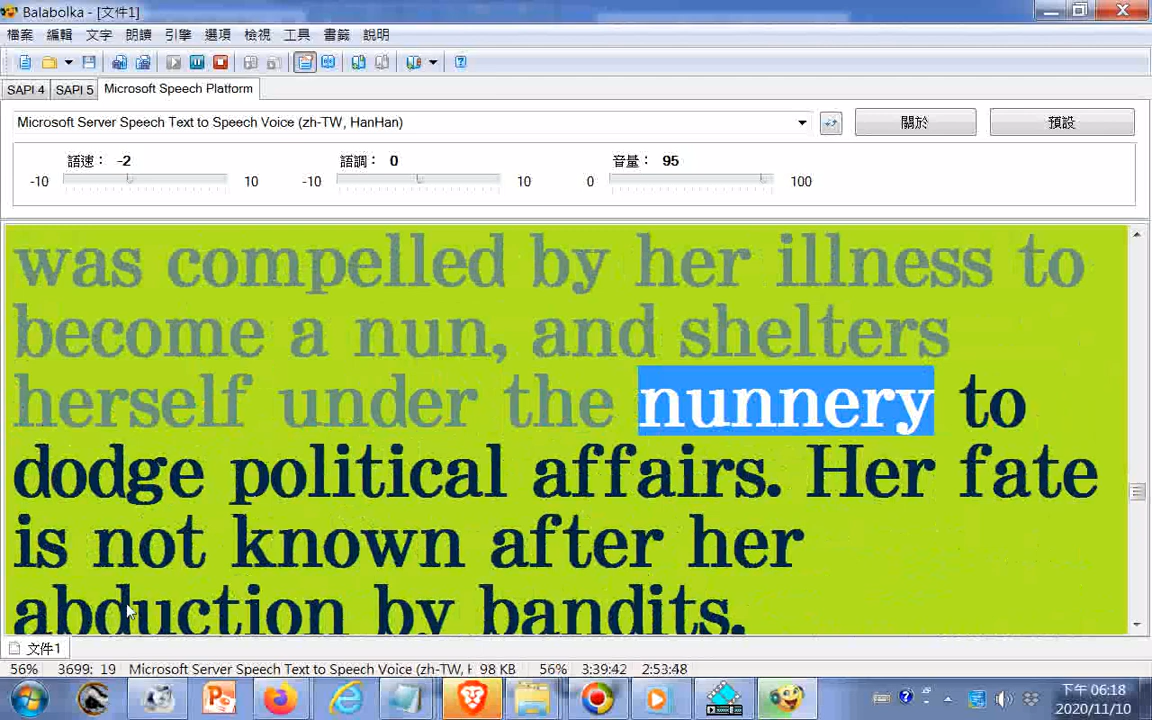 Balabolka - [文件1]
檔案 編輯 文字 朗讀 引擎 選項 檢視 工具 書籤 說明
SAPI 4 SAPI 5 Microsoft Speech Platform
Microsoft Server Speech Text to Speech Voice (zh-TW, HanHan) 關於 預設
語速： -2 語調： 0 音量： 95
-10 10 -10 10 0 100
was compelled by her illness to
become a nun, and shelters
herself under the nunnery to
dodge political affairs. Her fate
is not known after her
abduction by bandits.
文件1
56% 3699: 19 Microsoft Server Speech Text to Speech Voice (zh-TW, H 98 KB 56% 3:39:42 2:53:48
下午 06:18
2020/11/10